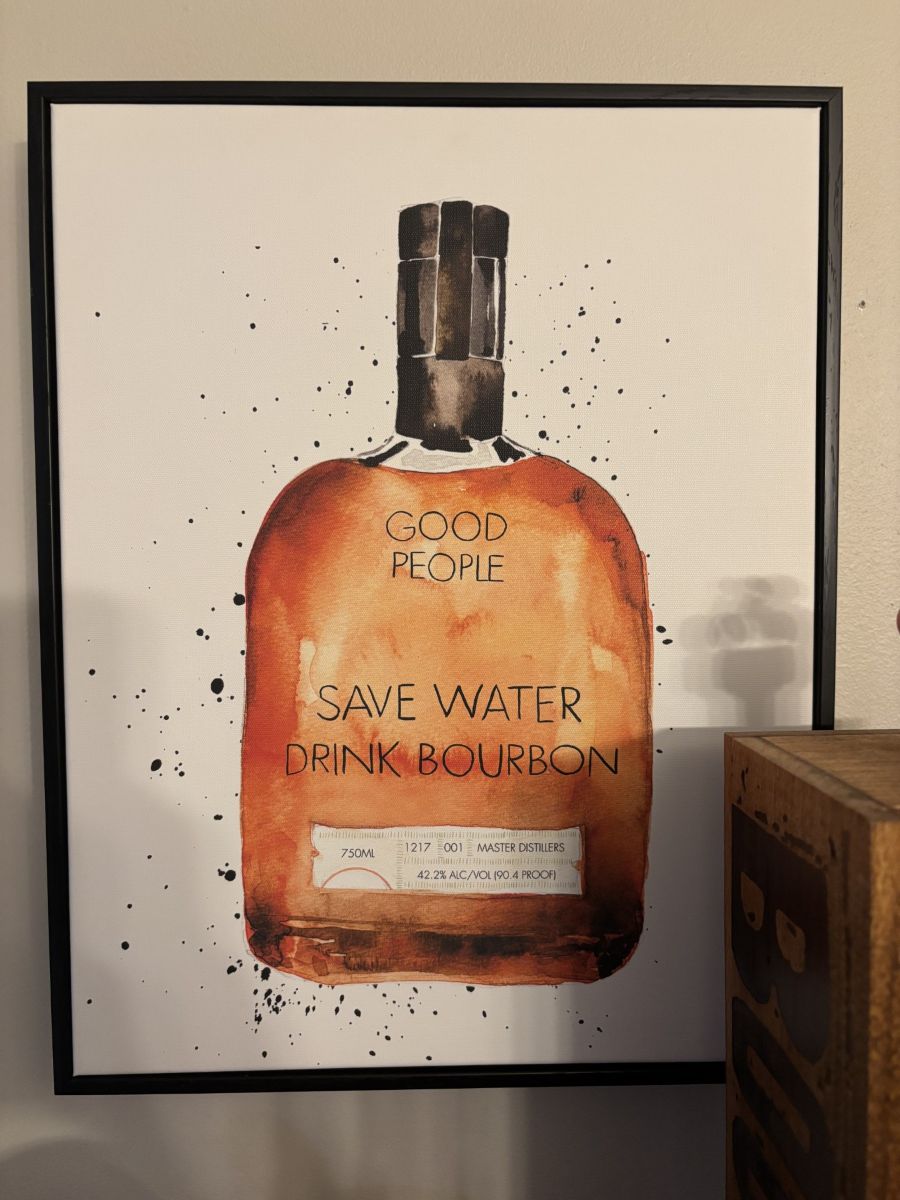 GOOD
PEOPLE
SAVE WATER
DRINK BOURBON
750ML 1217 001 MASTER DISTILLERS
42.2% ALC/VOL (90.4 PROOF)